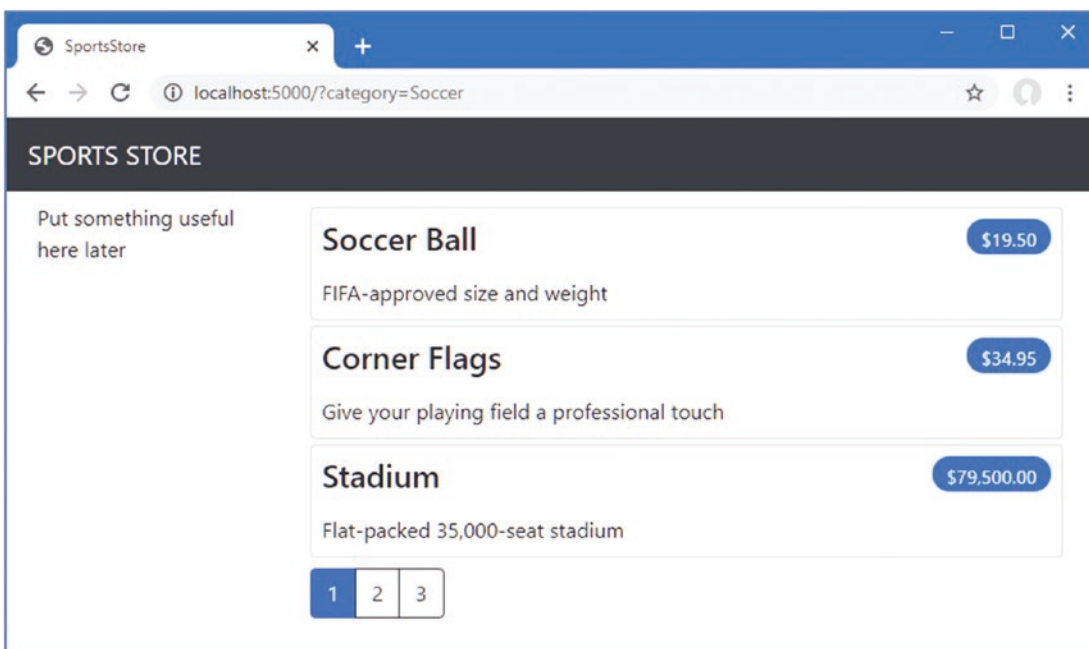 SportsStore
localhost:5000/?category=Soccer
SPORTS STORE
Put something useful
here later
Soccer Ball
$19.50
FIFA-approved size and weight
Corner Flags
$34.95
Give your playing field a professional touch
Stadium
$79,500.00
Flat-packed 35,000-seat stadium
1 2 3